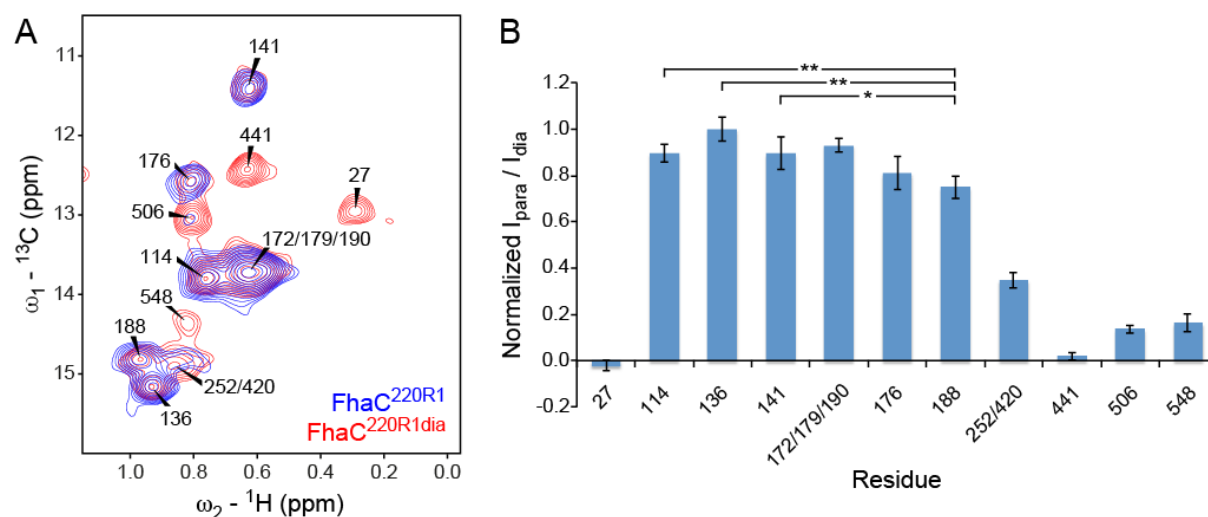 A
11
12
13
14
15
ω₁ - ¹³C (ppm)
141
441
176
27
506
172/179/190
114
548
188
252/420
136
FhaC²²⁰ᴿ¹
FhaC²²⁰ᴿ¹ᵈⁱᵃ
1.0 0.8 0.6 0.4 0.2 0.0
ω₂ - ¹H (ppm)
B
**
**
*
1.2
1.0
0.8
0.6
0.4
0.2
0.0
-0.2
Normalized I_para / I_dia
27 114 136 141 172/179/190 176 188 252/420 441 506 548
Residue